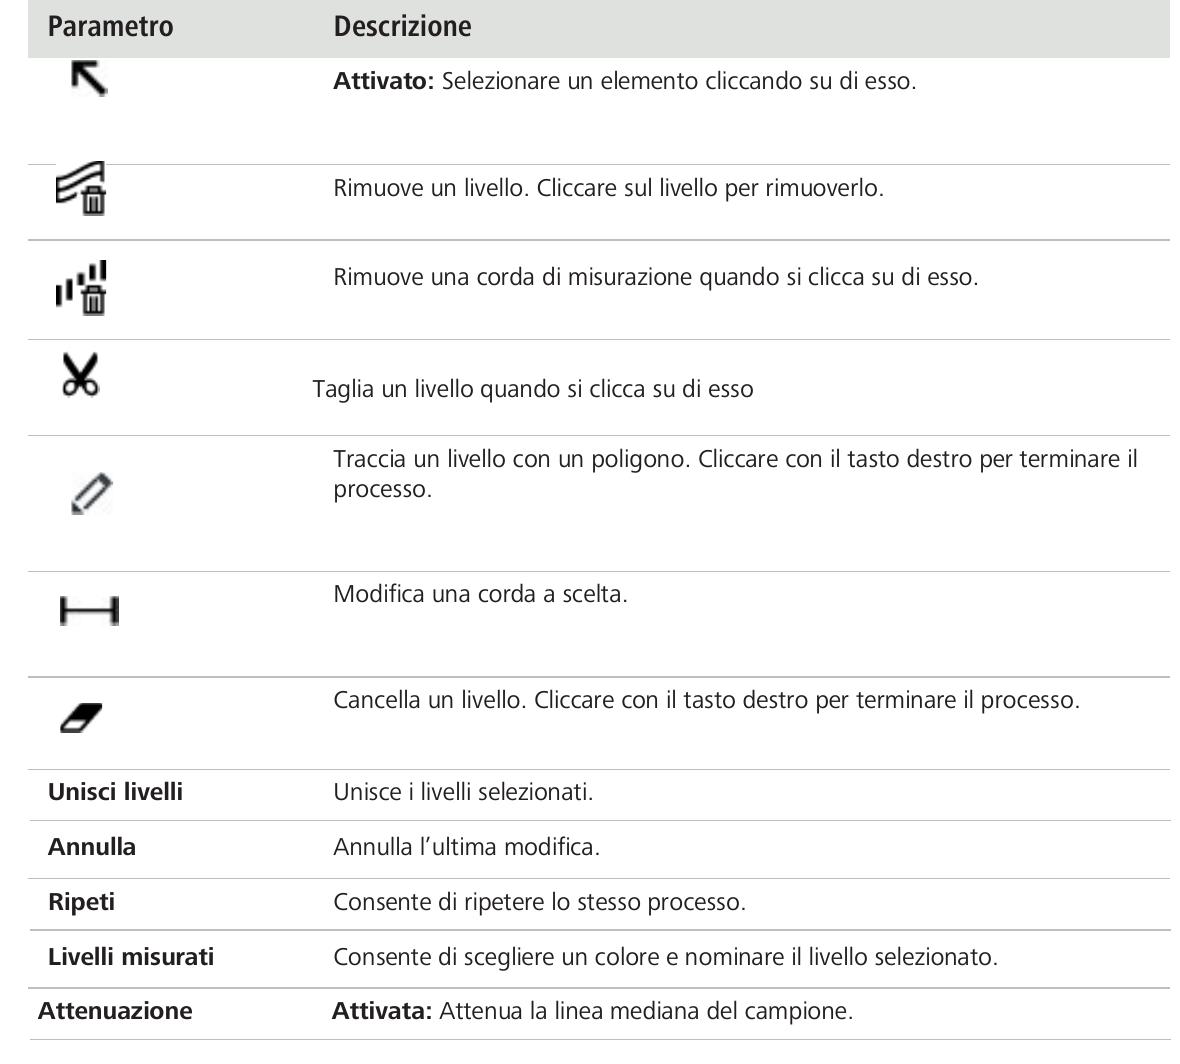 Parametro Descrizione
Attivato: Selezionare un elemento cliccando su di esso.
Rimuove un livello. Cliccare sul livello per rimuoverlo.
Rimuove una corda di misurazione quando si clicca su di esso.
Taglia un livello quando si clicca su di esso
Traccia un livello con un poligono. Cliccare con il tasto destro per terminare il
processo.
Modifica una corda a scelta.
Cancella un livello. Cliccare con il tasto destro per terminare il processo.
Unisci livelli Unisce i livelli selezionati.
Annulla Annulla l’ultima modifica.
Ripeti Consente di ripetere lo stesso processo.
Livelli misurati Consente di scegliere un colore e nominare il livello selezionato.
Attenuazione Attivata: Attenua la linea mediana del campione.